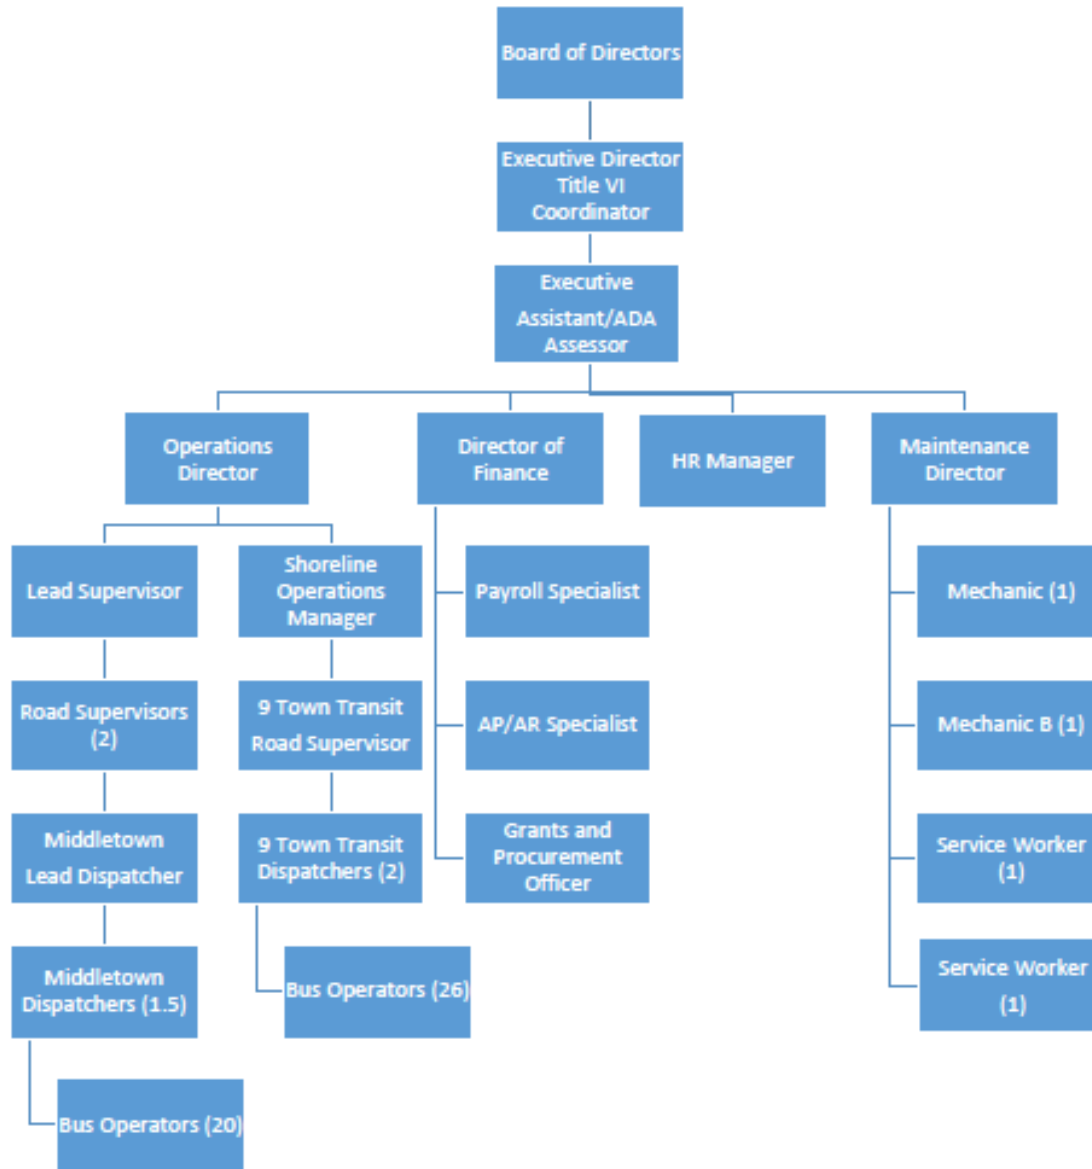 Board of Directors
Executive Director
Title VI
Coordinator
Executive
Assistant/ADA
Assessor
Operations
Director
Director of
Finance
HR Manager
Maintenance
Director
Lead Supervisor
Shoreline
Operations
Manager
Payroll Specialist
Mechanic (1)
Road Supervisors
(2)
9 Town Transit
Road Supervisor
AP/AR Specialist
Mechanic B (1)
Middletown
Lead Dispatcher
9 Town Transit
Dispatchers (2)
Grants and
Procurement
Officer
Service Worker
(1)
Middletown
Dispatchers (1.5)
Bus Operators (26)
Service Worker
(1)
Bus Operators (20)